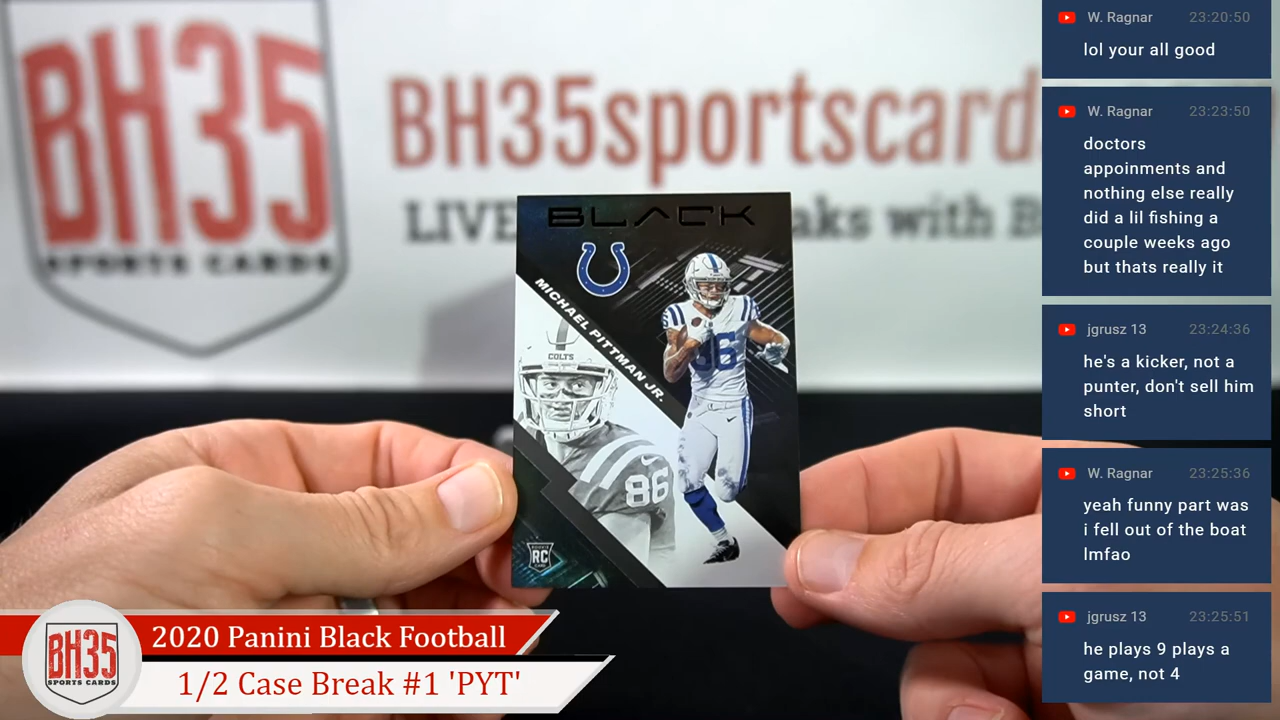 BH35
SPORTS CARDS
BH35sportscard
LIVE
aks with B
BLACK
MICHAEL PITTMAN JR.
COLTS
86
86
ROOKIE
RC
CARD
BH35
SPORTS CARDS
2020 Panini Black Football
1/2 Case Break #1 'PYT'
W. Ragnar 23:20:50
lol your all good
W. Ragnar 23:23:50
doctors
appoinments and
nothing else really
did a lil fishing a
couple weeks ago
but thats really it
jgrusz 13 23:24:36
he's a kicker, not a
punter, don't sell him
short
W. Ragnar 23:25:36
yeah funny part was
i fell out of the boat
lmfao
jgrusz 13 23:25:51
he plays 9 plays a
game, not 4